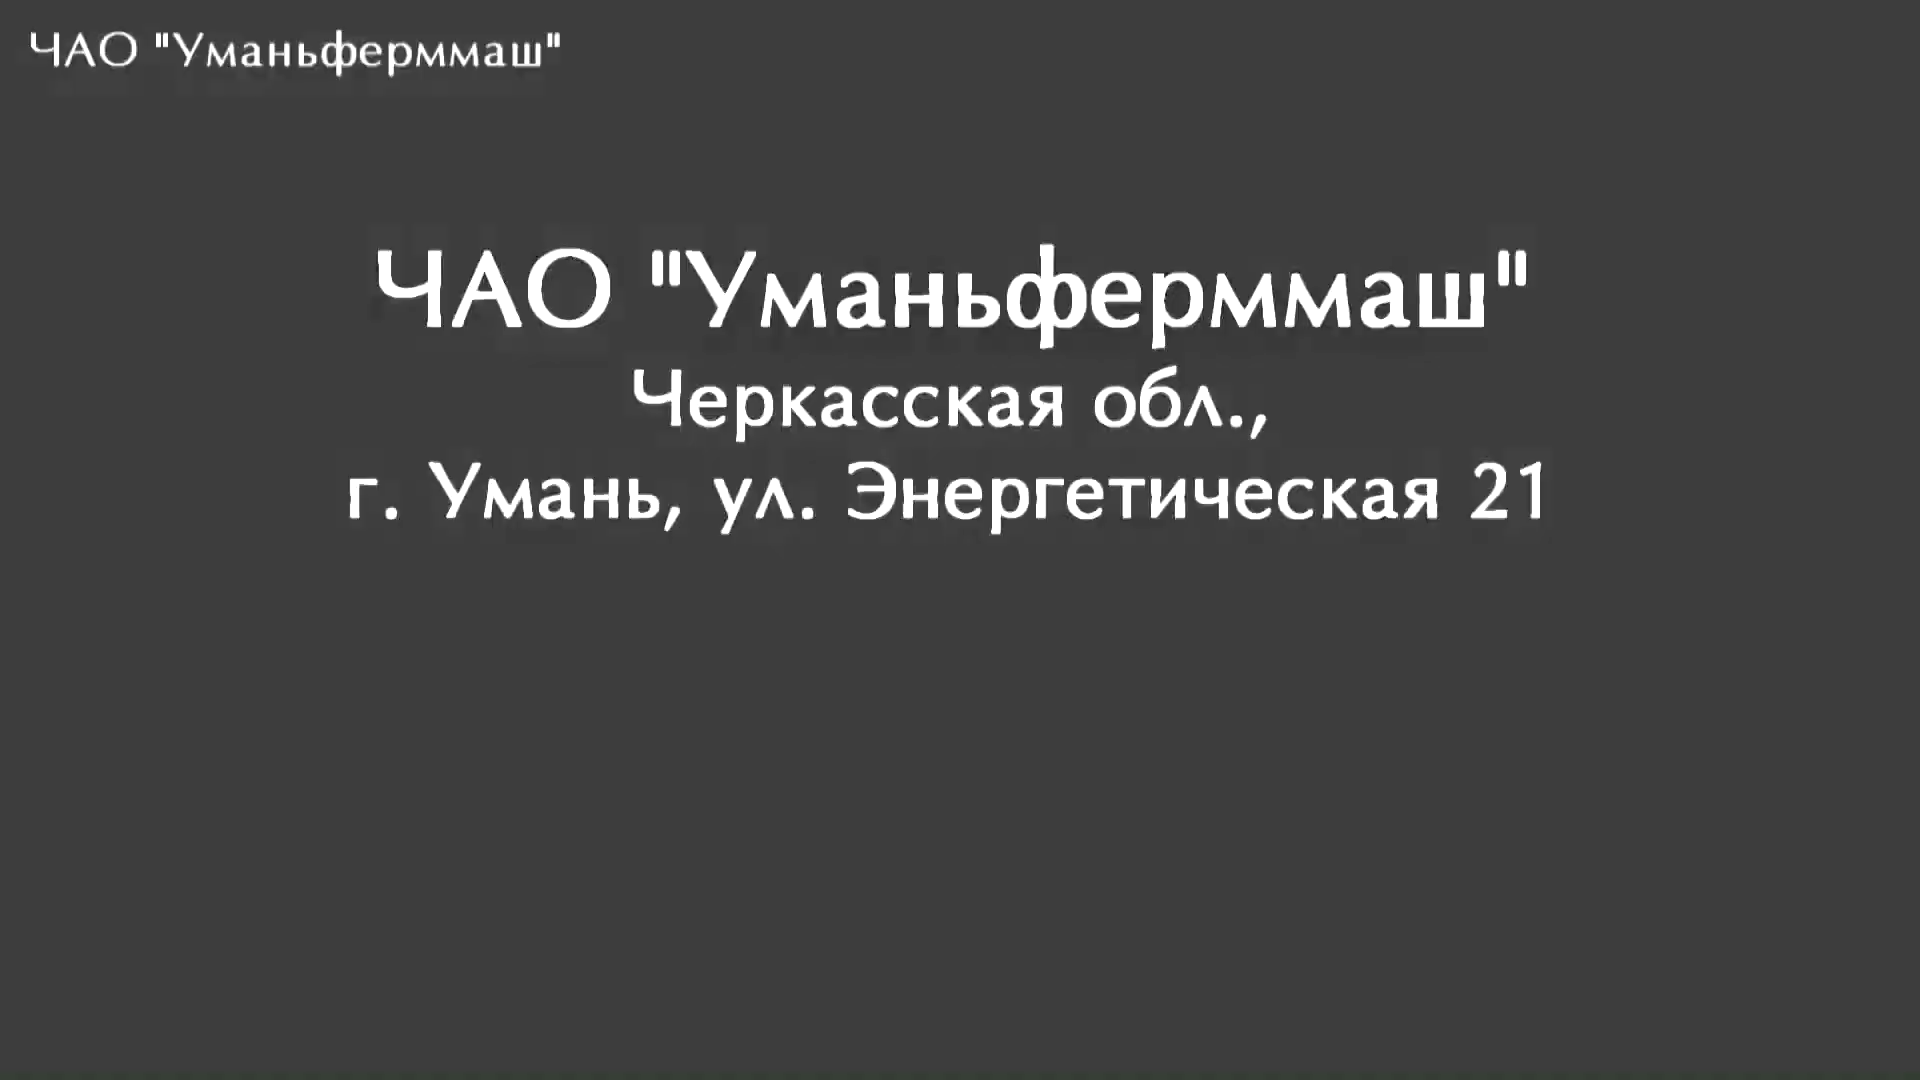 ЧАО "Уманьферммаш"
ЧАО "Уманьферммаш"
Черкасская обл.,
г. Умань, ул. Энергетическая 21